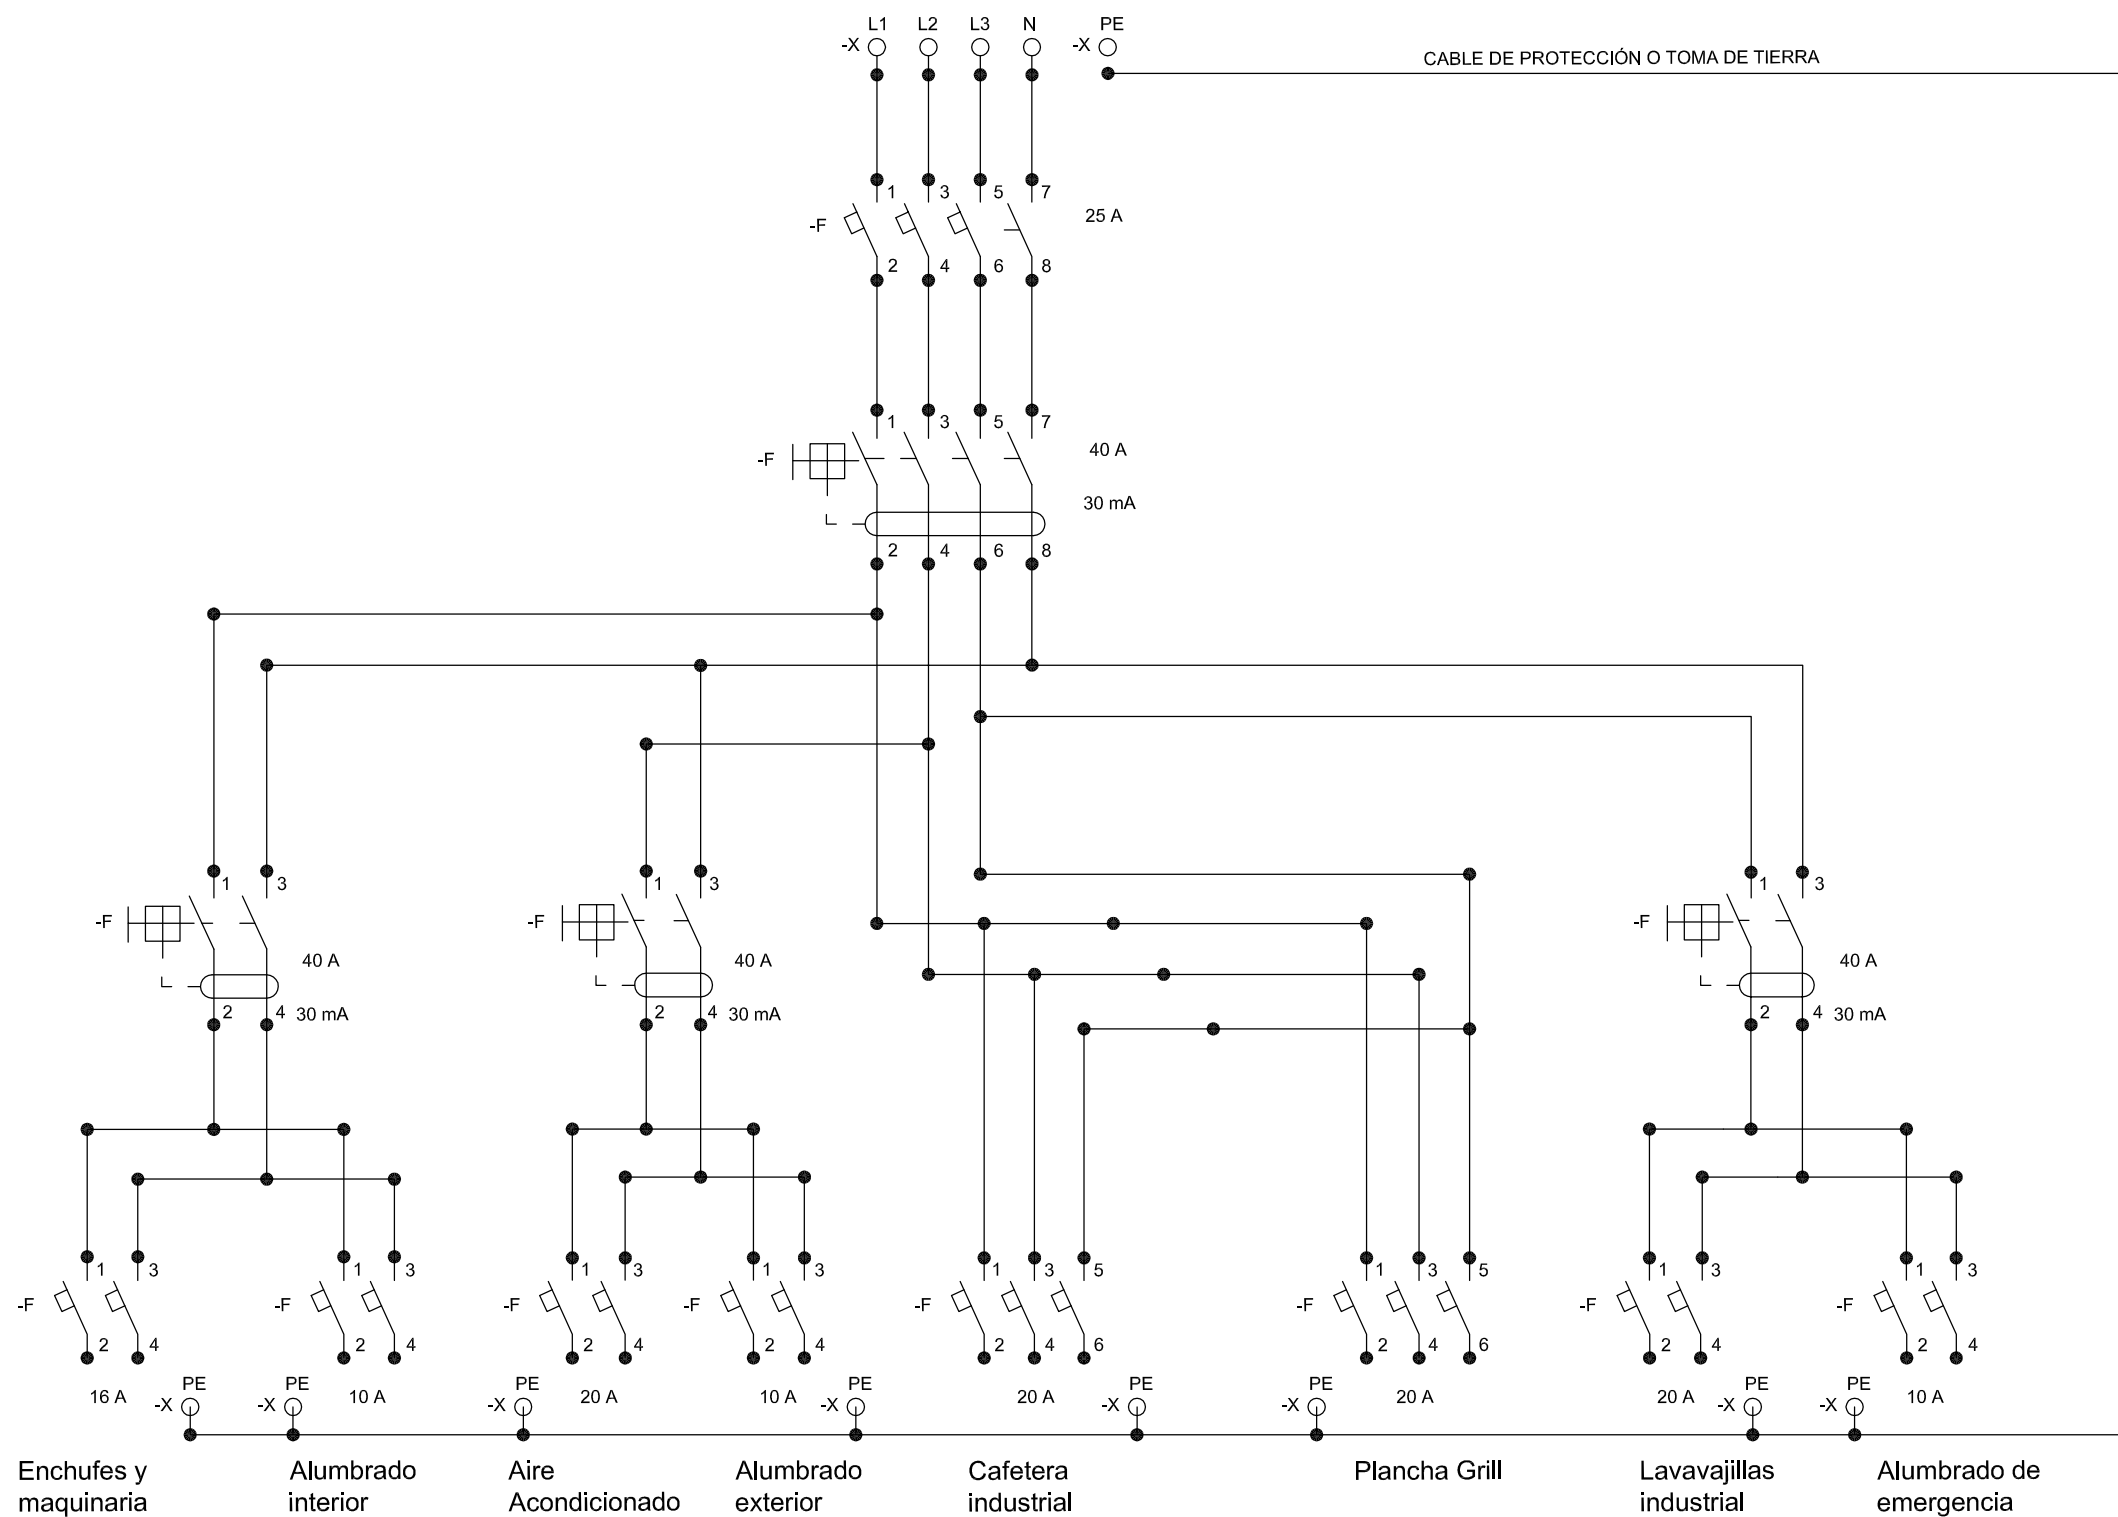 L1 L2 L3 N PE
-X -X
CABLE DE PROTECCIÓN O TOMA DE TIERRA
1 3 5 7
25 A
-F
2 4 6 8
1 3 5 7
40 A
-F
30 mA
2 4 6 8
1 3 1 3 1 3
-F -F -F
40 A 40 A 40 A
2 4 30 mA 2 4 30 mA 2 4 30 mA
1 3 1 3 1 3 1 3 1 3 5 1 3 5 1 3 1 3
-F -F -F -F -F -F -F -F
2 4 2 4 2 4 2 4 2 4 6 2 4 6 2 4 2 4
PE PE PE PE PE PE PE PE
16 A -X -X 10 A -X 20 A 10 A -X 20 A -X -X 20 A 20 A -X -X 10 A
Enchufes y
maquinaria
Alumbrado
interior
Aire
Acondicionado
Alumbrado
exterior
Cafetera
industrial
Plancha Grill
Lavavajillas
industrial
Alumbrado de
emergencia